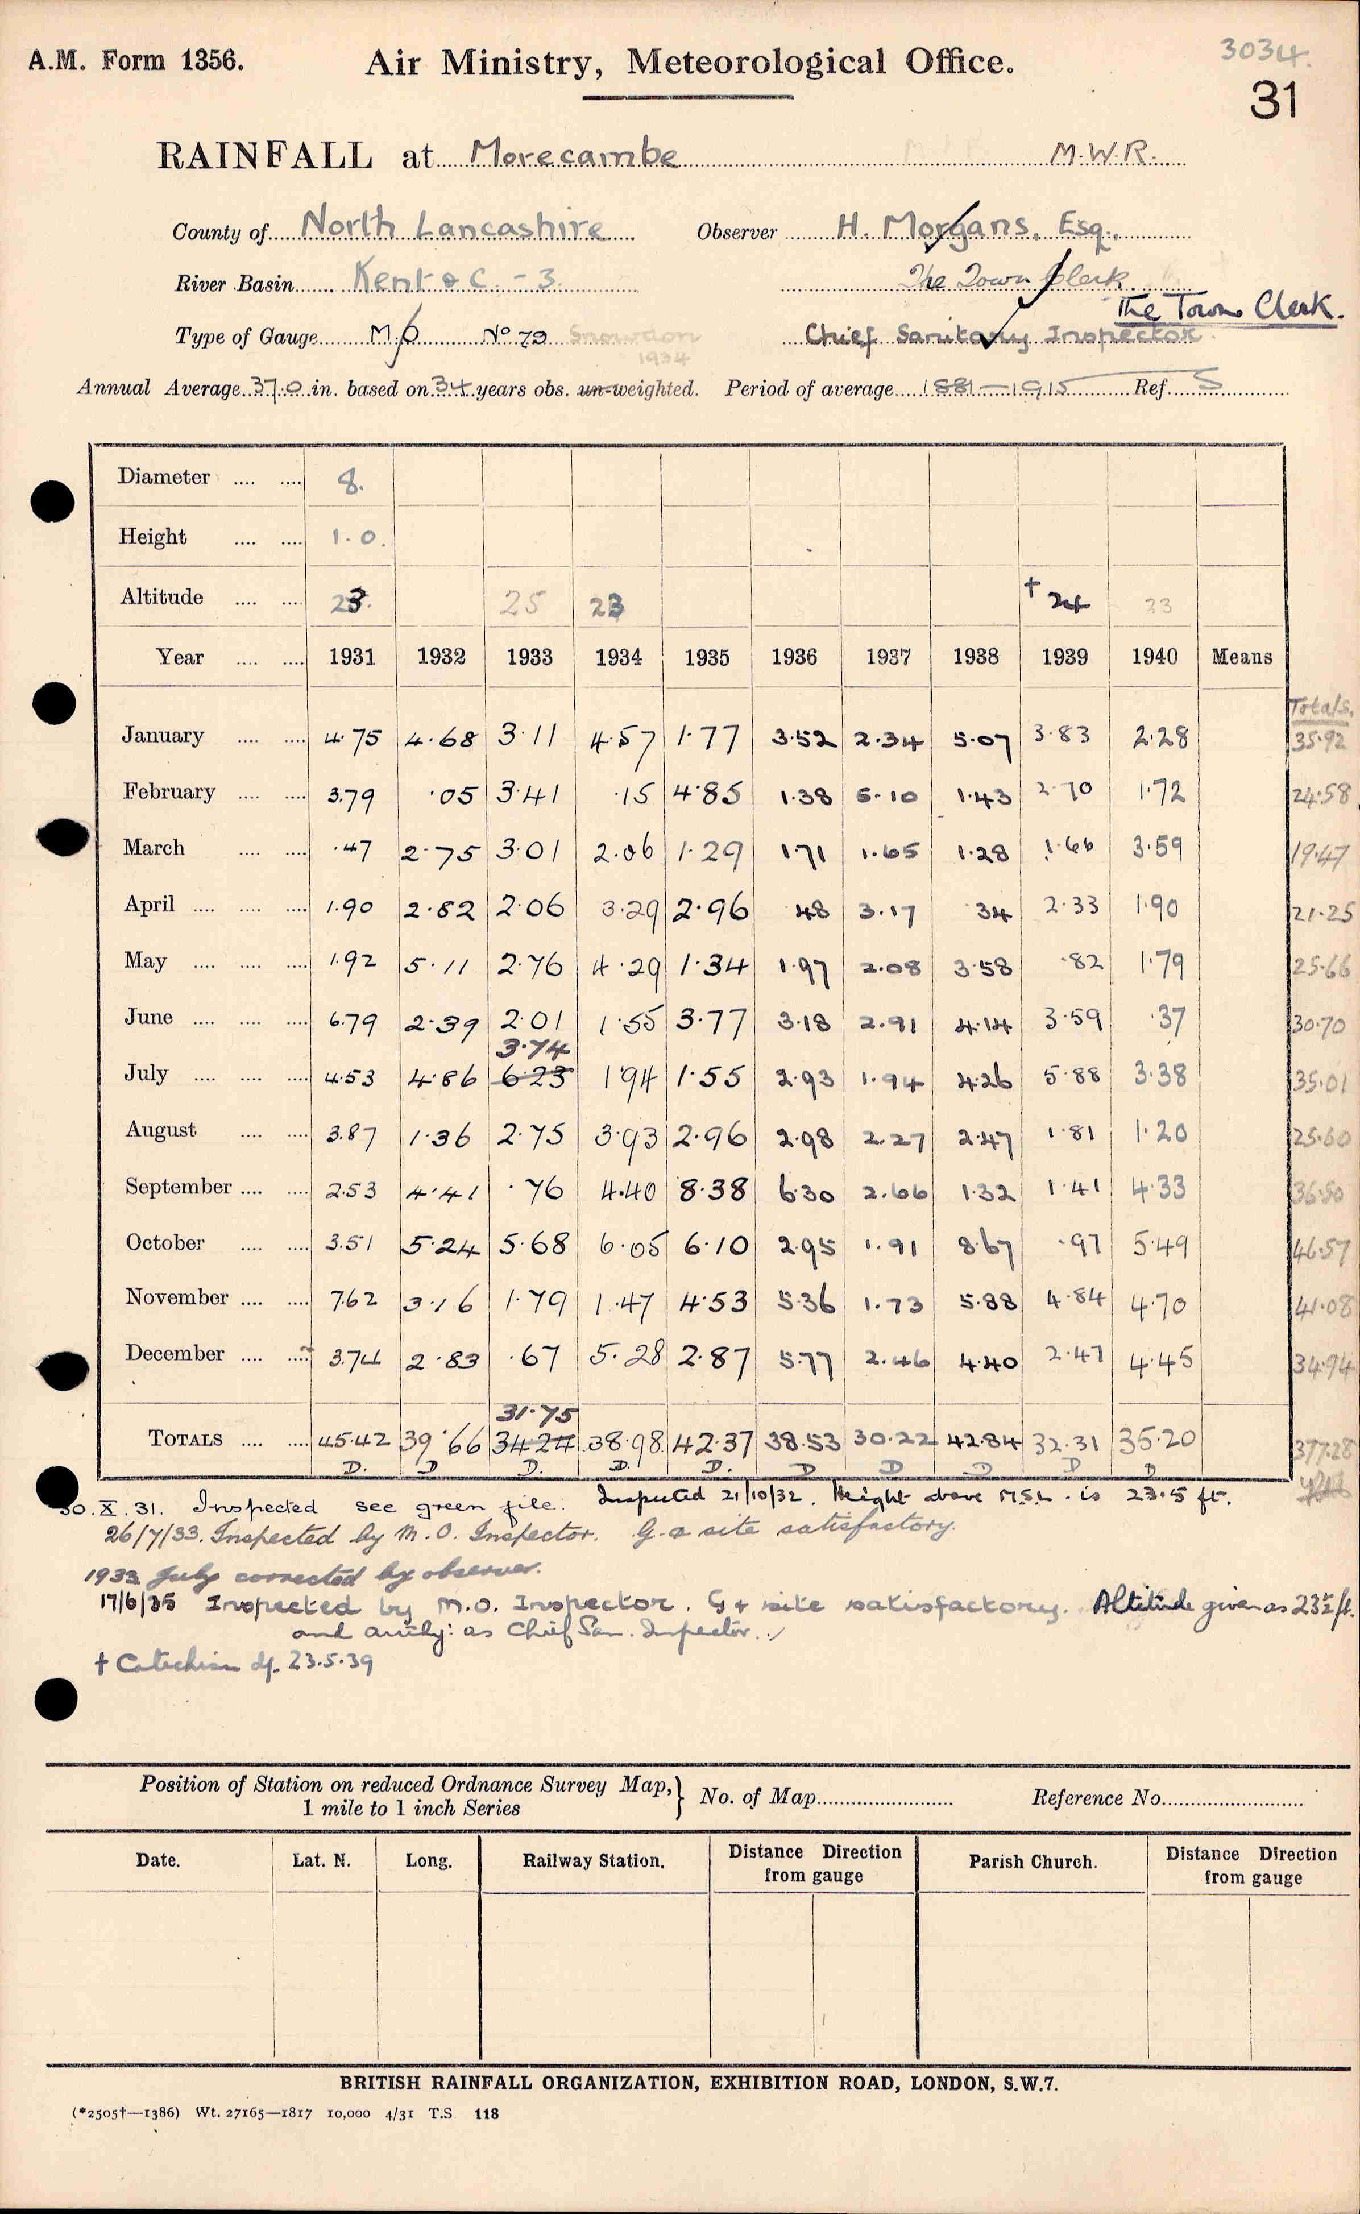 3034.
A.M. Form 1356. Air Ministry, Meteorological Office.
31
RAINFALL at Morecambe M.W.R.
County of North Lancashire Observer H. Morgans, Esq.,
River Basin Kent & C. - 3 The Town Clerk
The Town Clerk.
Type of Gauge M O No 79 Snowdon Chief Sanitary Inspector
1934
Annual Average 37.0 in. based on 34 years obs. un-weighted. Period of average 1881-1915 Ref. S
Diameter 8.
Height 1.0.
Altitude 23. 25 23 † 24 23
Year 1931 1932 1933 1934 1935 1936 1937 1938 1939 1940 Means
Totals.
January 4.75 4.68 3.11 4.57 1.77 3.52 2.34 5.07 3.83 2.28 35.92
February 3.79 .05 3.41 .15 4.85 1.38 5.10 1.43 2.70 1.72 24.58
March .47 2.75 3.01 2.06 1.29 1.71 1.65 1.28 1.66 3.59 19.47
April 1.90 2.82 2.06 3.29 2.96 .48 3.17 .34 2.33 1.90 21.25
May 1.92 5.11 2.76 4.29 1.34 1.97 2.08 3.58 .82 1.79 25.66
June 6.79 2.39 2.01 1.55 3.77 3.18 2.91 4.14 3.59 .37 30.70
3.74
July 4.53 4.86 6.23 1.94 1.55 2.93 1.94 4.26 5.88 3.38 35.01
August 3.87 1.36 2.75 3.93 2.96 2.98 2.27 2.47 1.81 1.20 25.60
September 2.53 4.41 .76 4.40 8.38 6.30 2.66 1.32 1.41 4.33 36.50
October 3.51 5.24 5.68 6.05 6.10 2.95 1.91 8.67 .97 5.49 46.57
November 7.62 3.16 1.79 1.47 4.53 5.36 1.73 5.88 4.84 4.70 41.08
December 3.74 2.83 .67 5.28 2.87 5.77 2.46 4.40 2.47 4.45 34.94
31.75
TOTALS 45.42 39.66 34.24 38.98 42.37 38.53 30.22 42.84 32.31 35.20 377.28
D. D D. D. D. D D D D D
30.X.31. Inspected see green file. Inspected 21/10/32. Height above M.S.L. is 23.5 ft.
26/7/33. Inspected by M.O. Inspector. G. & site satisfactory.
1933 July corrected by observer.
17/6/35 Inspected by M.O. Inspector. G + site satisfactory. Altitude given as 23½ ft.
and as Chief San. Inspector.
† Catechism of 23.5.39
Position of Station on reduced Ordnance Survey Map,} No. of Map Reference No.
1 mile to 1 inch Series
Date. Lat. N. Long. Railway Station. Distance Direction from gauge Parish Church. Distance Direction from gauge
BRITISH RAINFALL ORGANIZATION, EXHIBITION ROAD, LONDON, S.W.7.
(*2505†—1386) Wt. 27165—1817 10,000 4/31 T.S 118